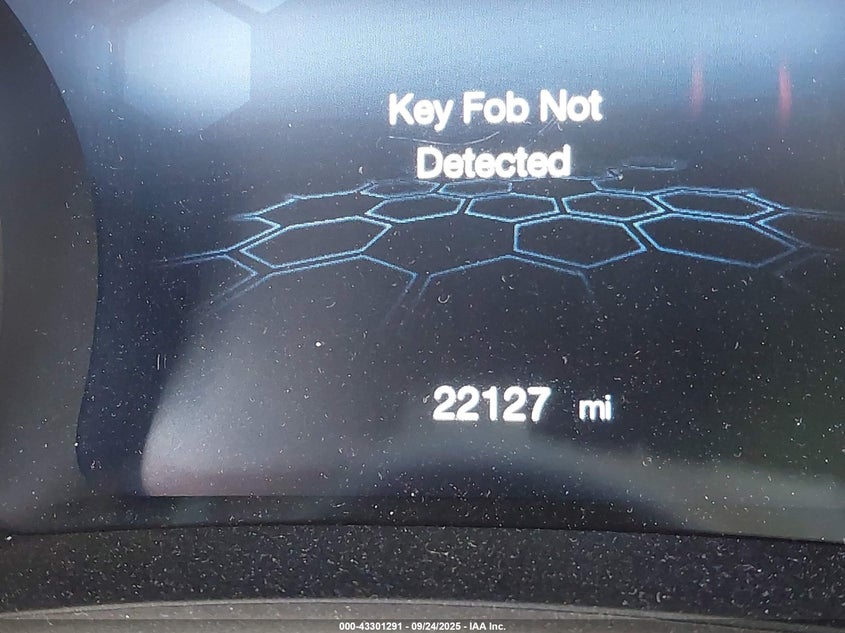 Key Fob Not
Detected
22127 mi
000-43301291 - 09/24/2025 - IAA Inc.